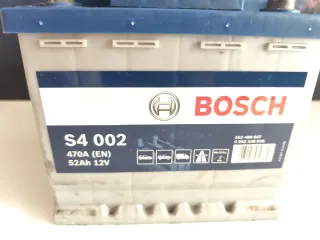 BOSCH
S4 002
470A (EN)
52Ah 12V